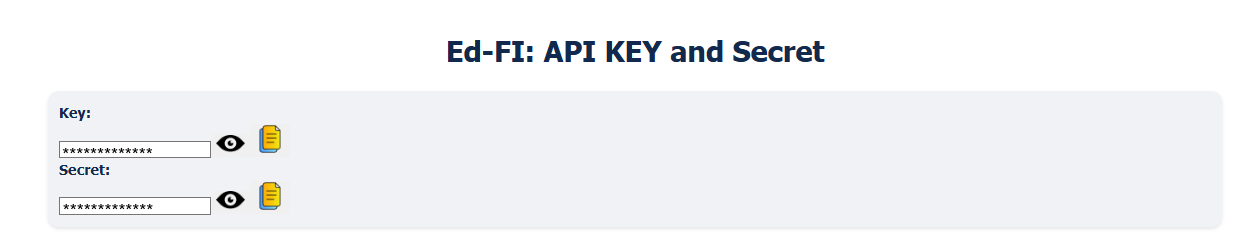 Ed-FI: API KEY and Secret
Key:
*************
Secret:
*************